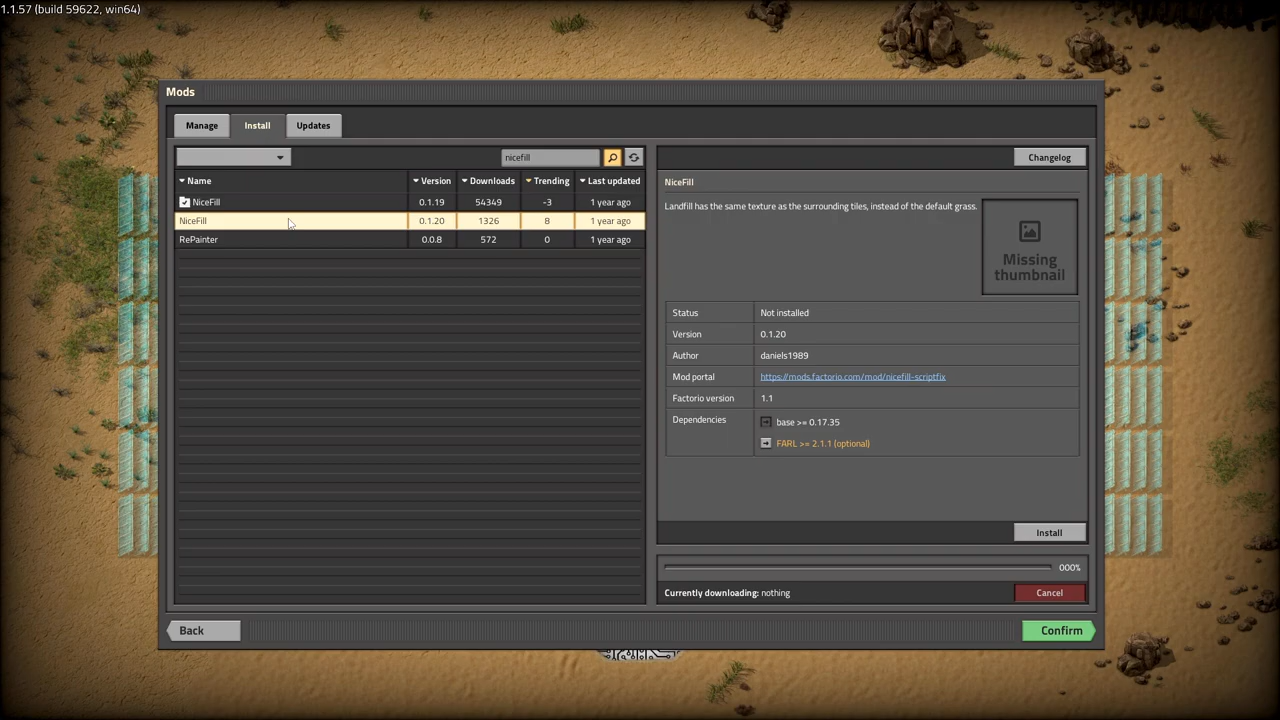 1.1.57 (build 59622, win64)
Mods
Manage Install Updates
nicefill
Changelog
Name Version Downloads Trending Last updated
NiceFill 0.1.19 54349 -3 1 year ago
NiceFill 0.1.20 1326 8 1 year ago
RePainter 0.0.8 572 0 1 year ago
NiceFill
Landfill has the same texture as the surrounding tiles, instead of the default grass.
Missing
thumbnail
Status Not installed
Version 0.1.20
Author daniels1989
Mod portal https://mods.factorio.com/mod/nicefill-scriptfix
Factorio version 1.1
Dependencies base >= 0.17.35
FARL >= 2.1.1 (optional)
Install
000%
Currently downloading: nothing Cancel
Back Confirm